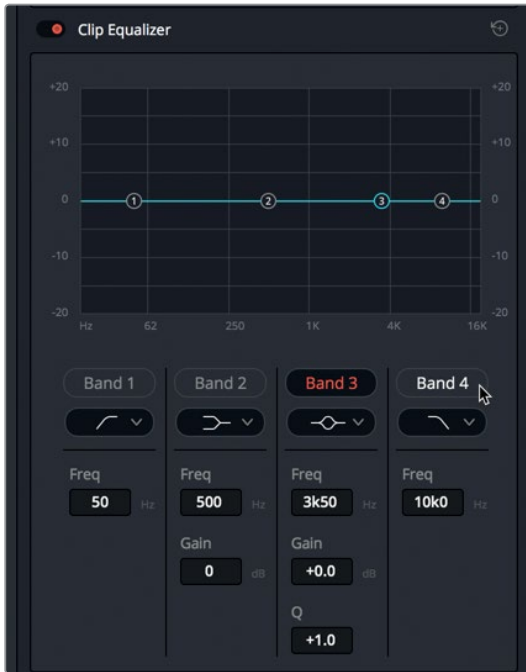 Clip Equalizer
+20 +20
+10 +10
0 1 2 3 4 0
-10 -10
-20 -20
Hz 62 250 1K 4K 16K
Band 1 Band 2 Band 3 Band 4
Freq Freq Freq Freq
50 Hz 500 Hz 3k50 Hz 10k0 Hz
Gain Gain
0 dB +0.0 dB
Q
+1.0